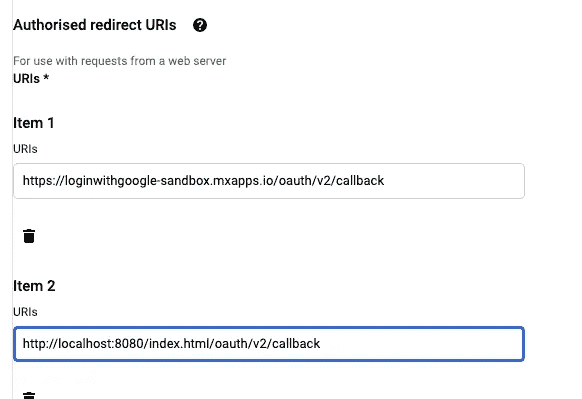 Authorised redirect URIs ?
For use with requests from a web server
URIs *
Item 1
URIs
https://loginwithgoogle-sandbox.mxapps.io/oauth/v2/callback
Item 2
URIs
http://localhost:8080/index.html/oauth/v2/callback